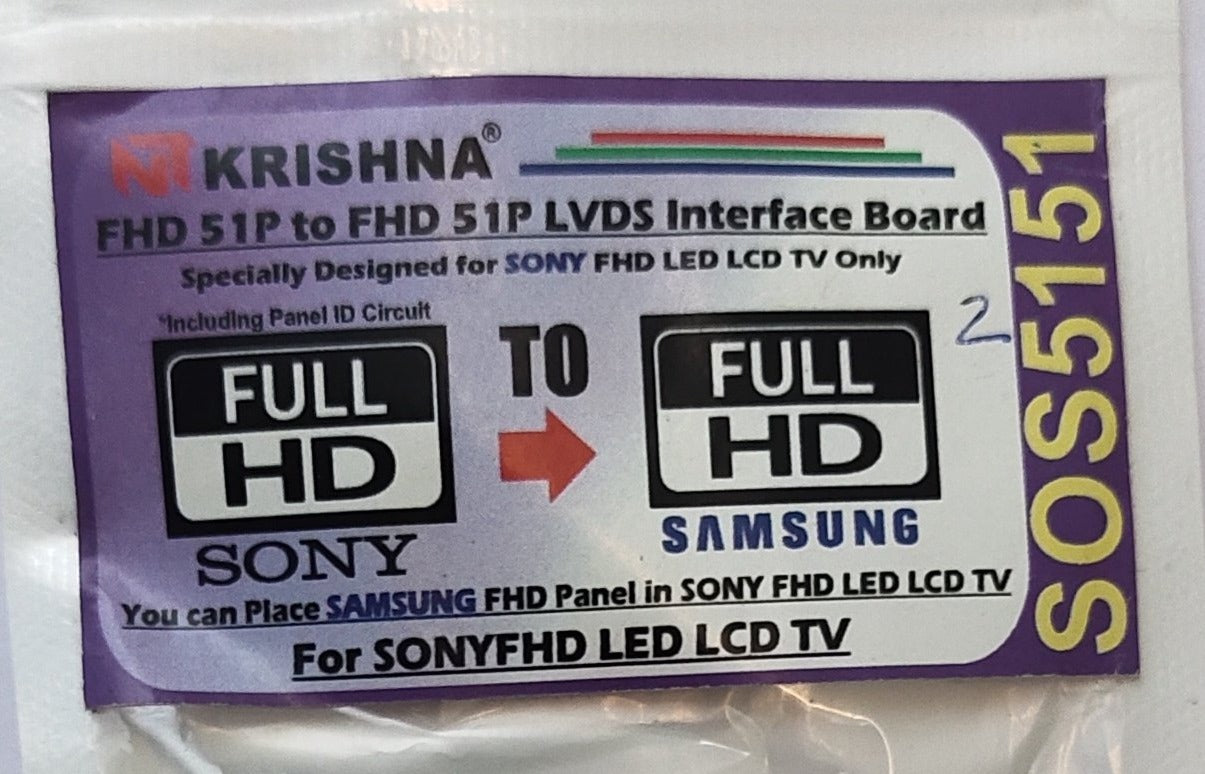 KRISHNA®
FHD 51P to FHD 51P LVDS Interface Board
Specially Designed for SONY FHD LED LCD TV Only
*Including Panel ID Circuit
FULL HD
SONY
TO
FULL HD
SAMSUNG
2
You can Place SAMSUNG FHD Panel in SONY FHD LED LCD TV
For SONYFHD LED LCD TV
SOS5151